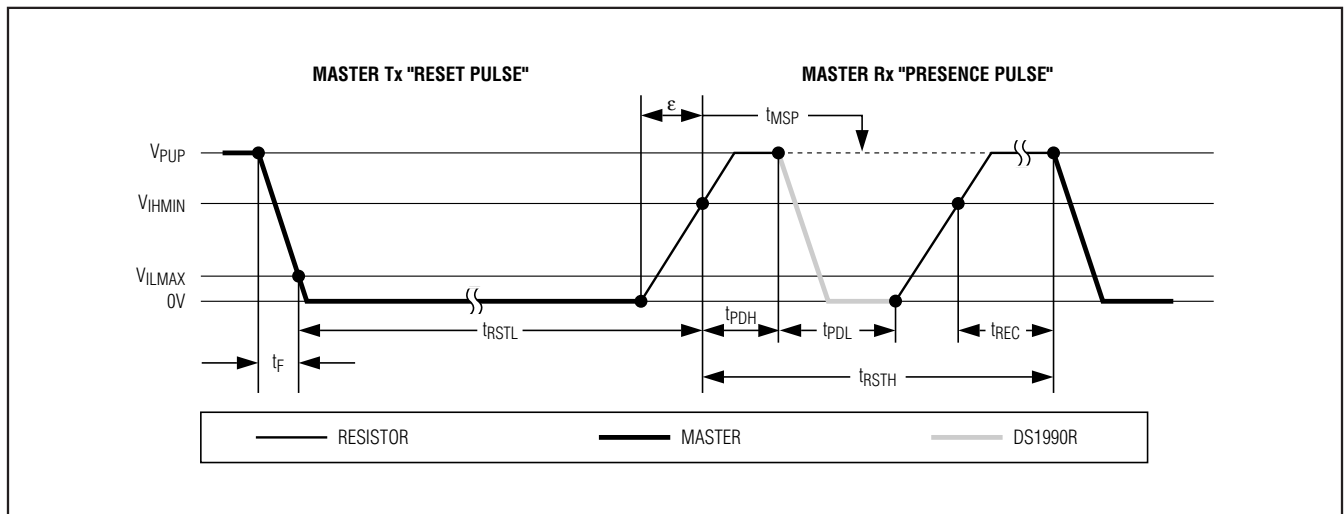 MASTER Tx "RESET PULSE" MASTER Rx "PRESENCE PULSE"
ε tMSP
VPUP
VIHMIN
VILMAX
0V
tRSTL tPDH tPDL tREC
tF tRSTH
RESISTOR MASTER DS1990R